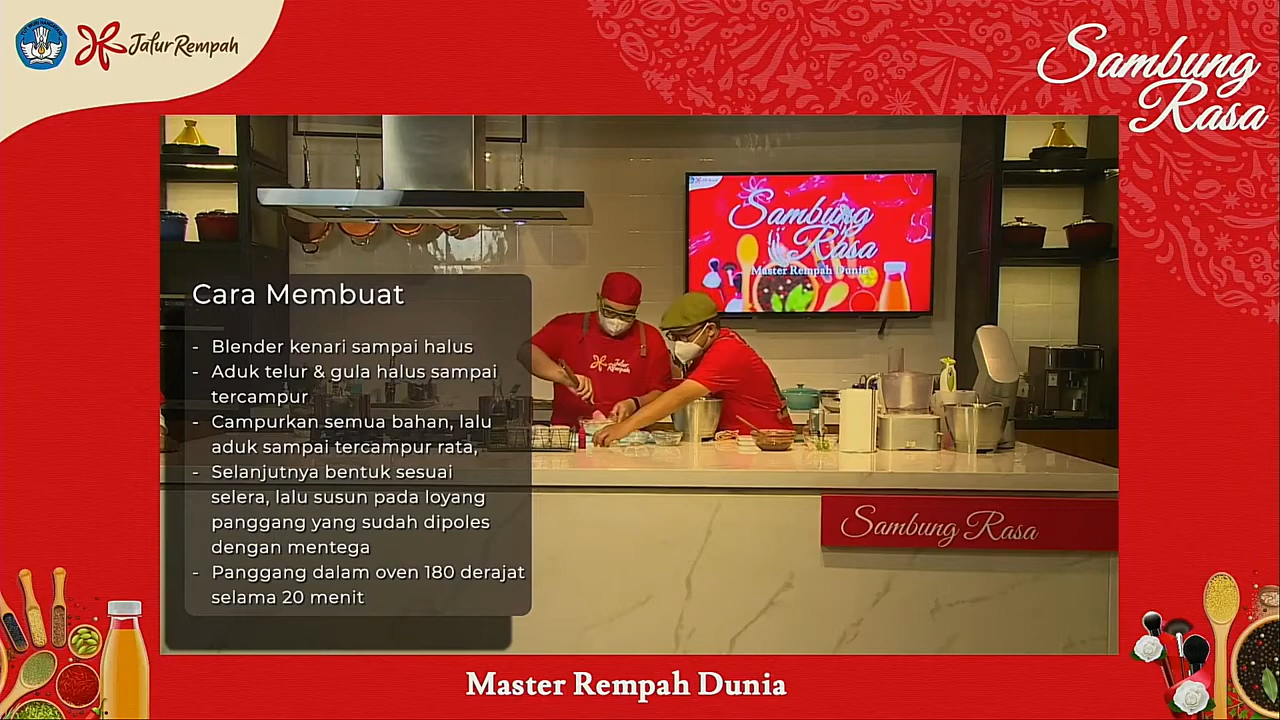 Jalur Rempah
Sambung
Rasa
Sambung
Rasa
Master Rempah Dunia
Cara Membuat
- Blender kenari sampai halus
- Aduk telur & gula halus sampai
tercampur
- Campurkan semua bahan, lalu
aduk sampai tercampur rata,
- Selanjutnya bentuk sesuai
selera, lalu susun pada loyang
panggang yang sudah dipoles
dengan mentega
- Panggang dalam oven 180 derajat
selama 20 menit
Jalur
Rempah
Sambung Rasa
Master Rempah Dunia